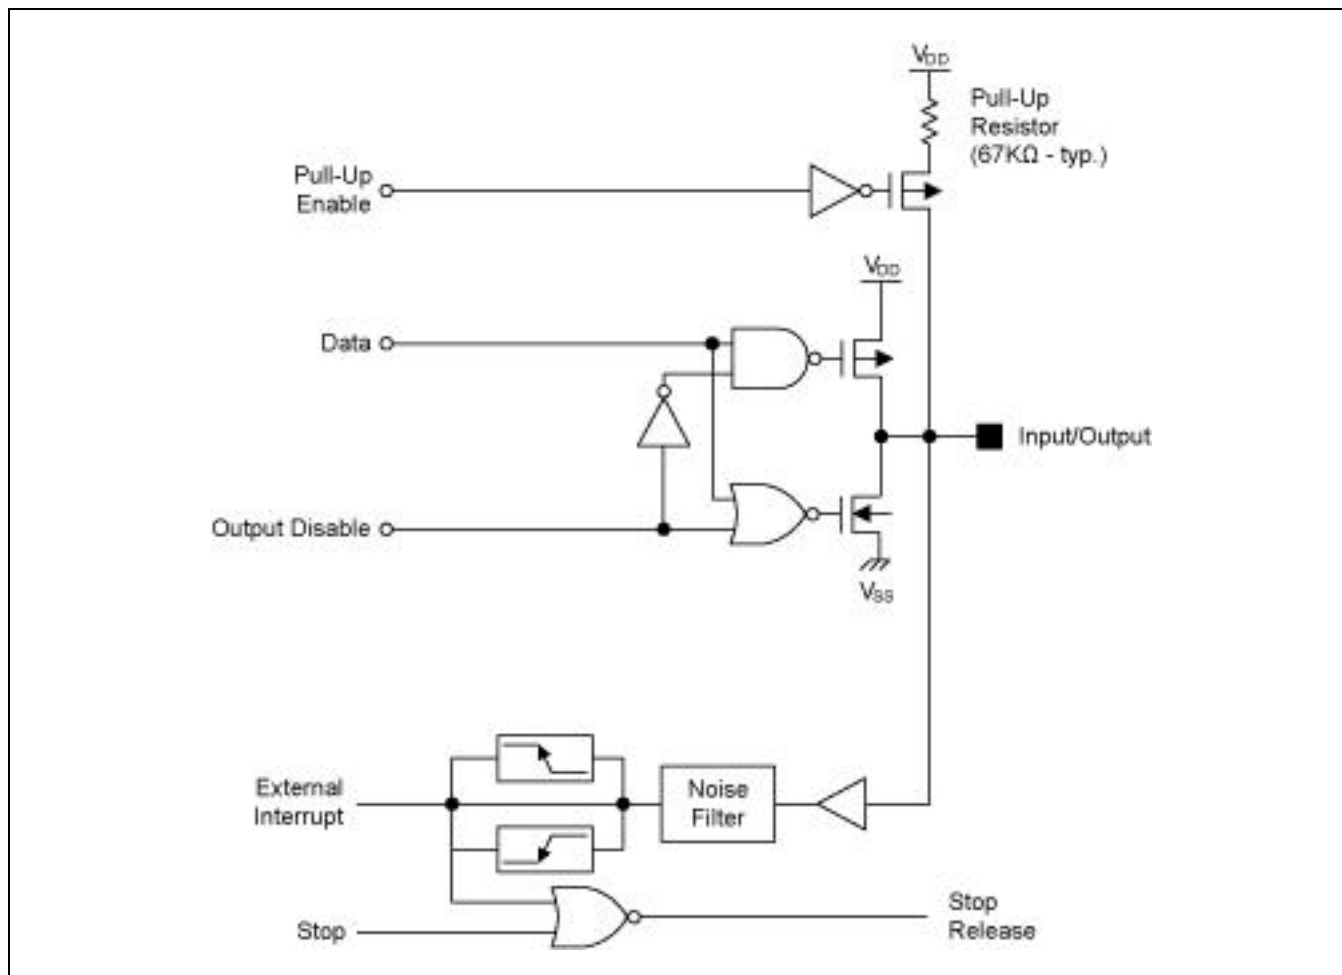 VDD
Pull-Up
Resistor
(67KΩ - typ.)
Pull-Up
Enable
VDD
Data
Input/Output
Output Disable
VSS
External
Interrupt
Noise
Filter
Stop
Stop
Release